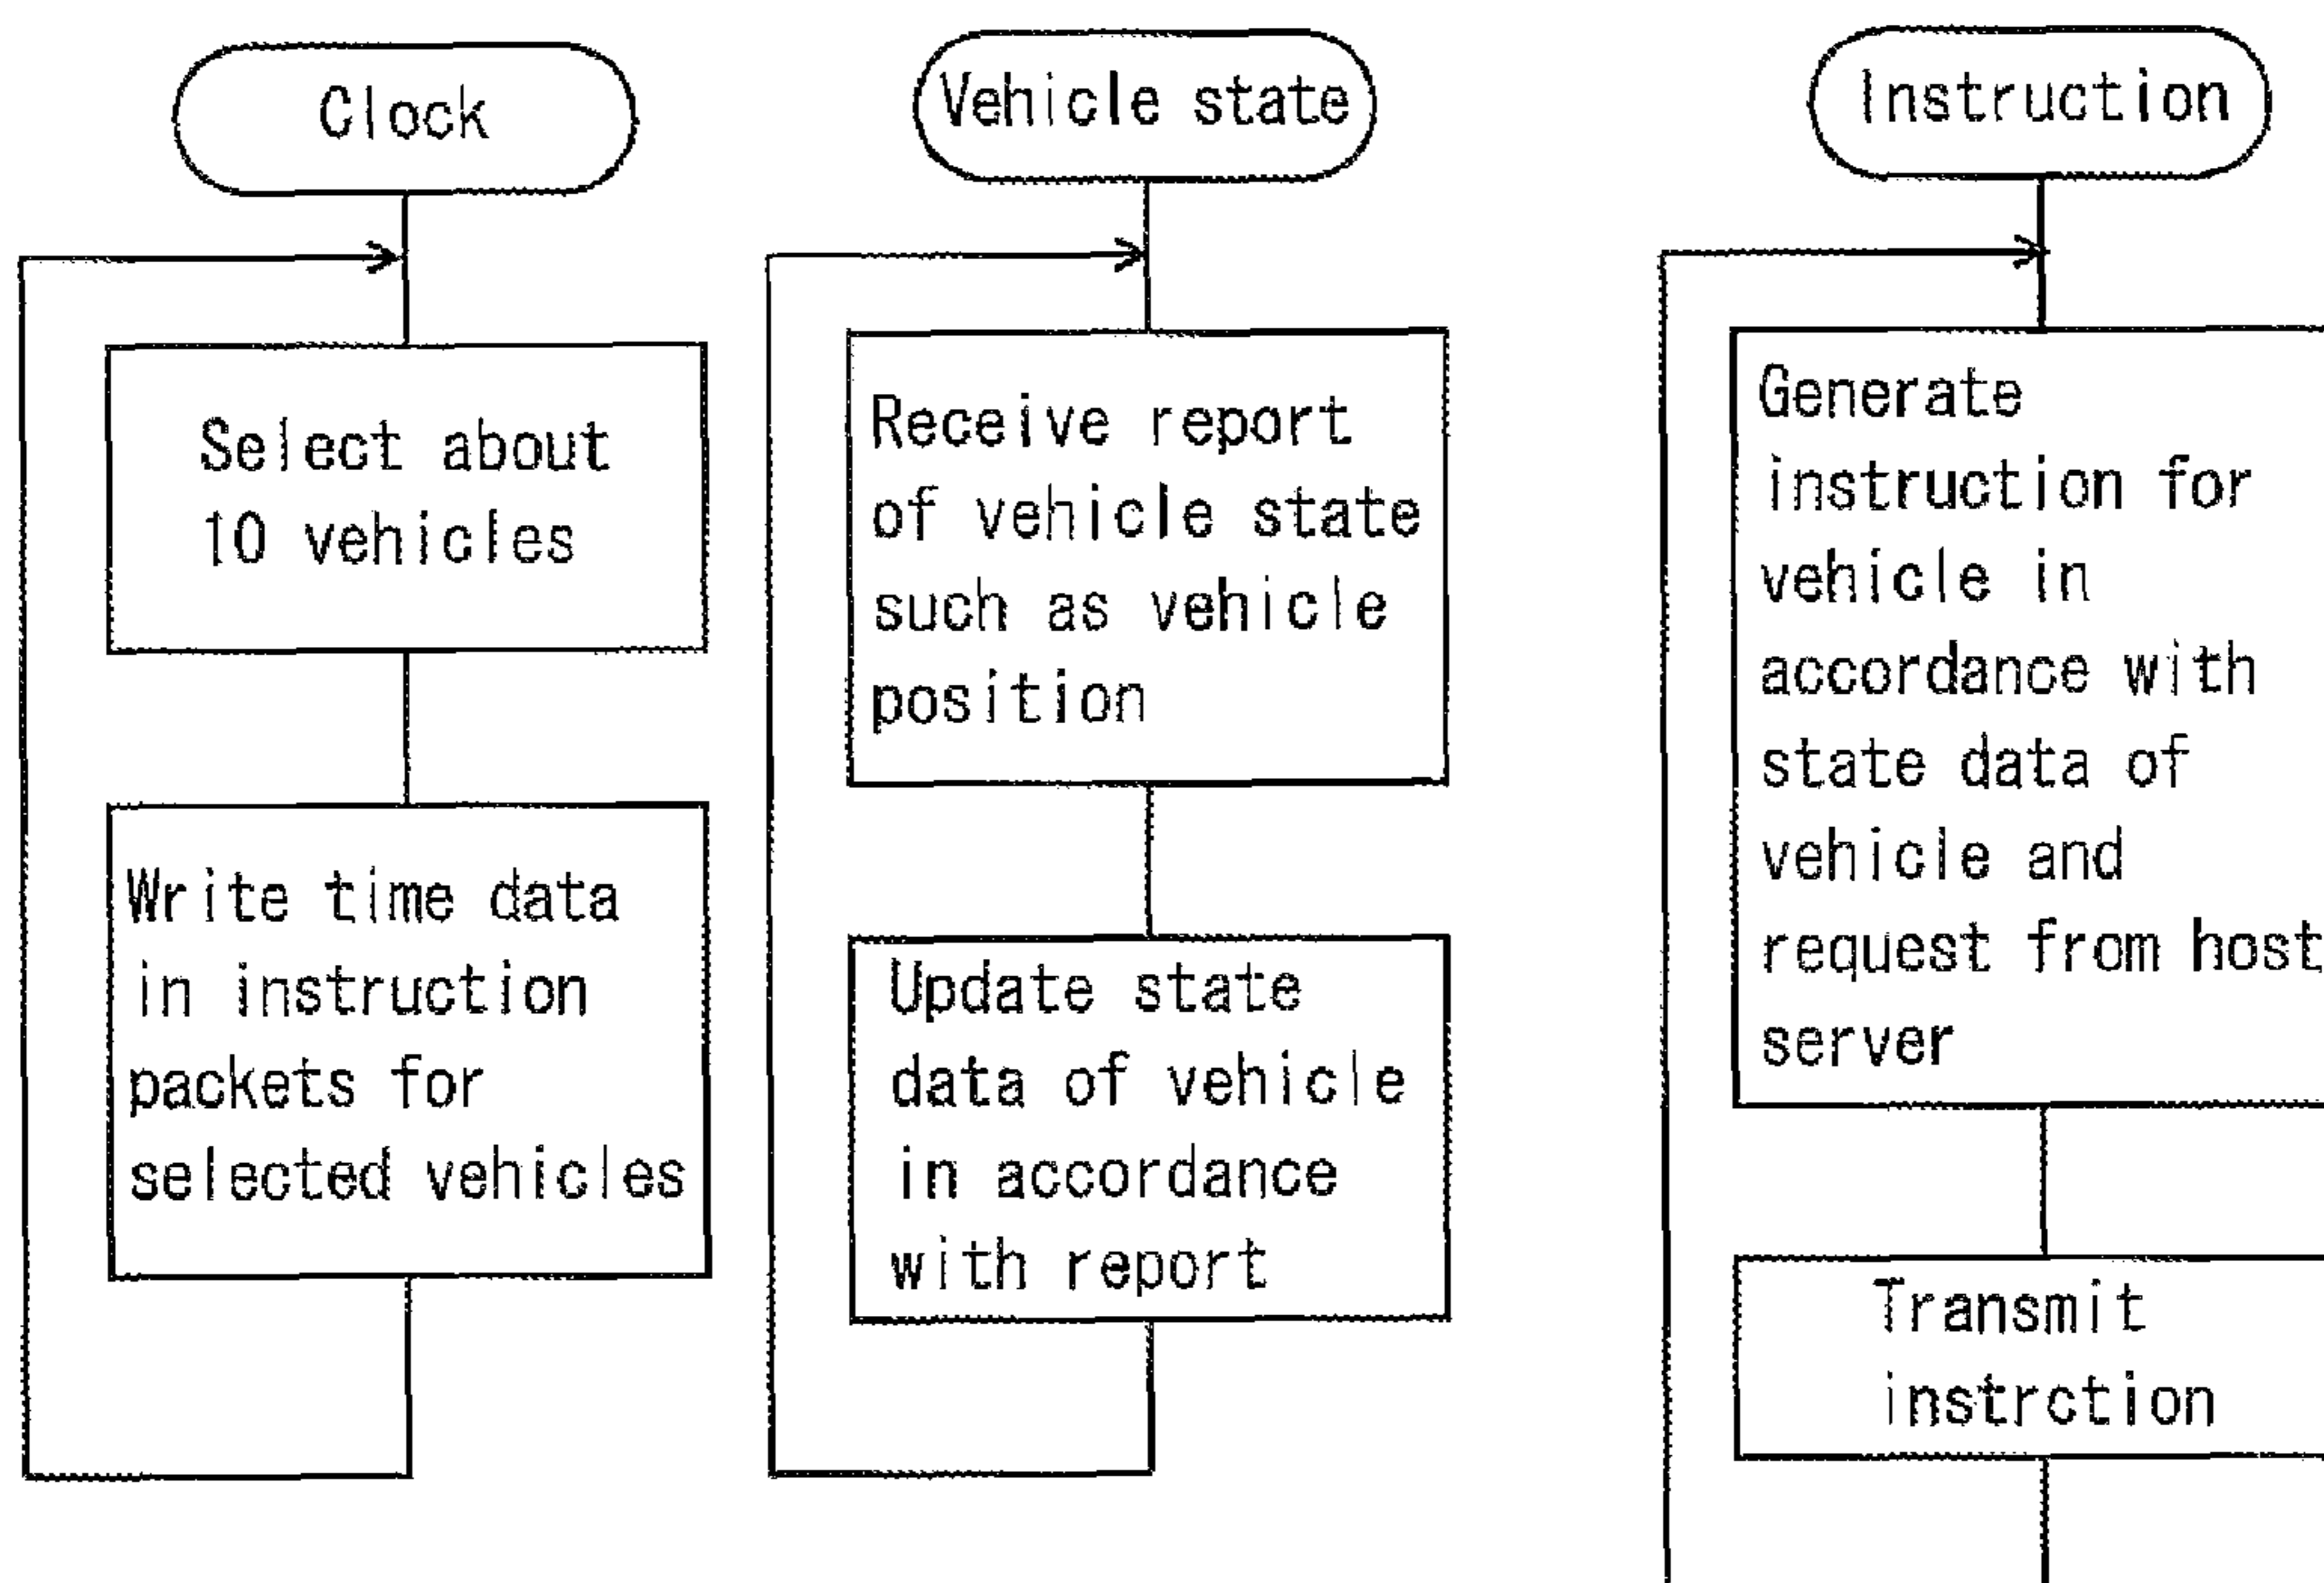 Clock
Select about
10 vehicles
Write time data
in instruction
packets for
selected vehicles
Vehicle state
Receive report
of vehicle state
such as vehicle
position
Update state
data of vehicle
in accordance
with report
Instruction
Generate
instruction for
vehicle in
accordance with
state data of
vehicle and
request from host
server
Transmit
instrction